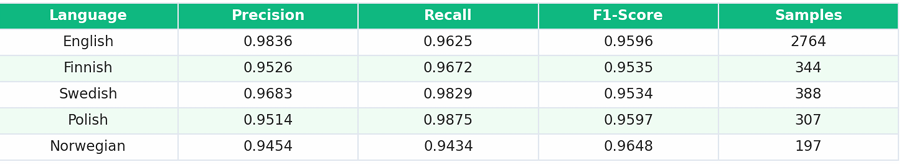 Language Precision Recall F1-Score Samples
English 0.9836 0.9625 0.9596 2764
Finnish 0.9526 0.9672 0.9535 344
Swedish 0.9683 0.9829 0.9534 388
Polish 0.9514 0.9875 0.9597 307
Norwegian 0.9454 0.9434 0.9648 197